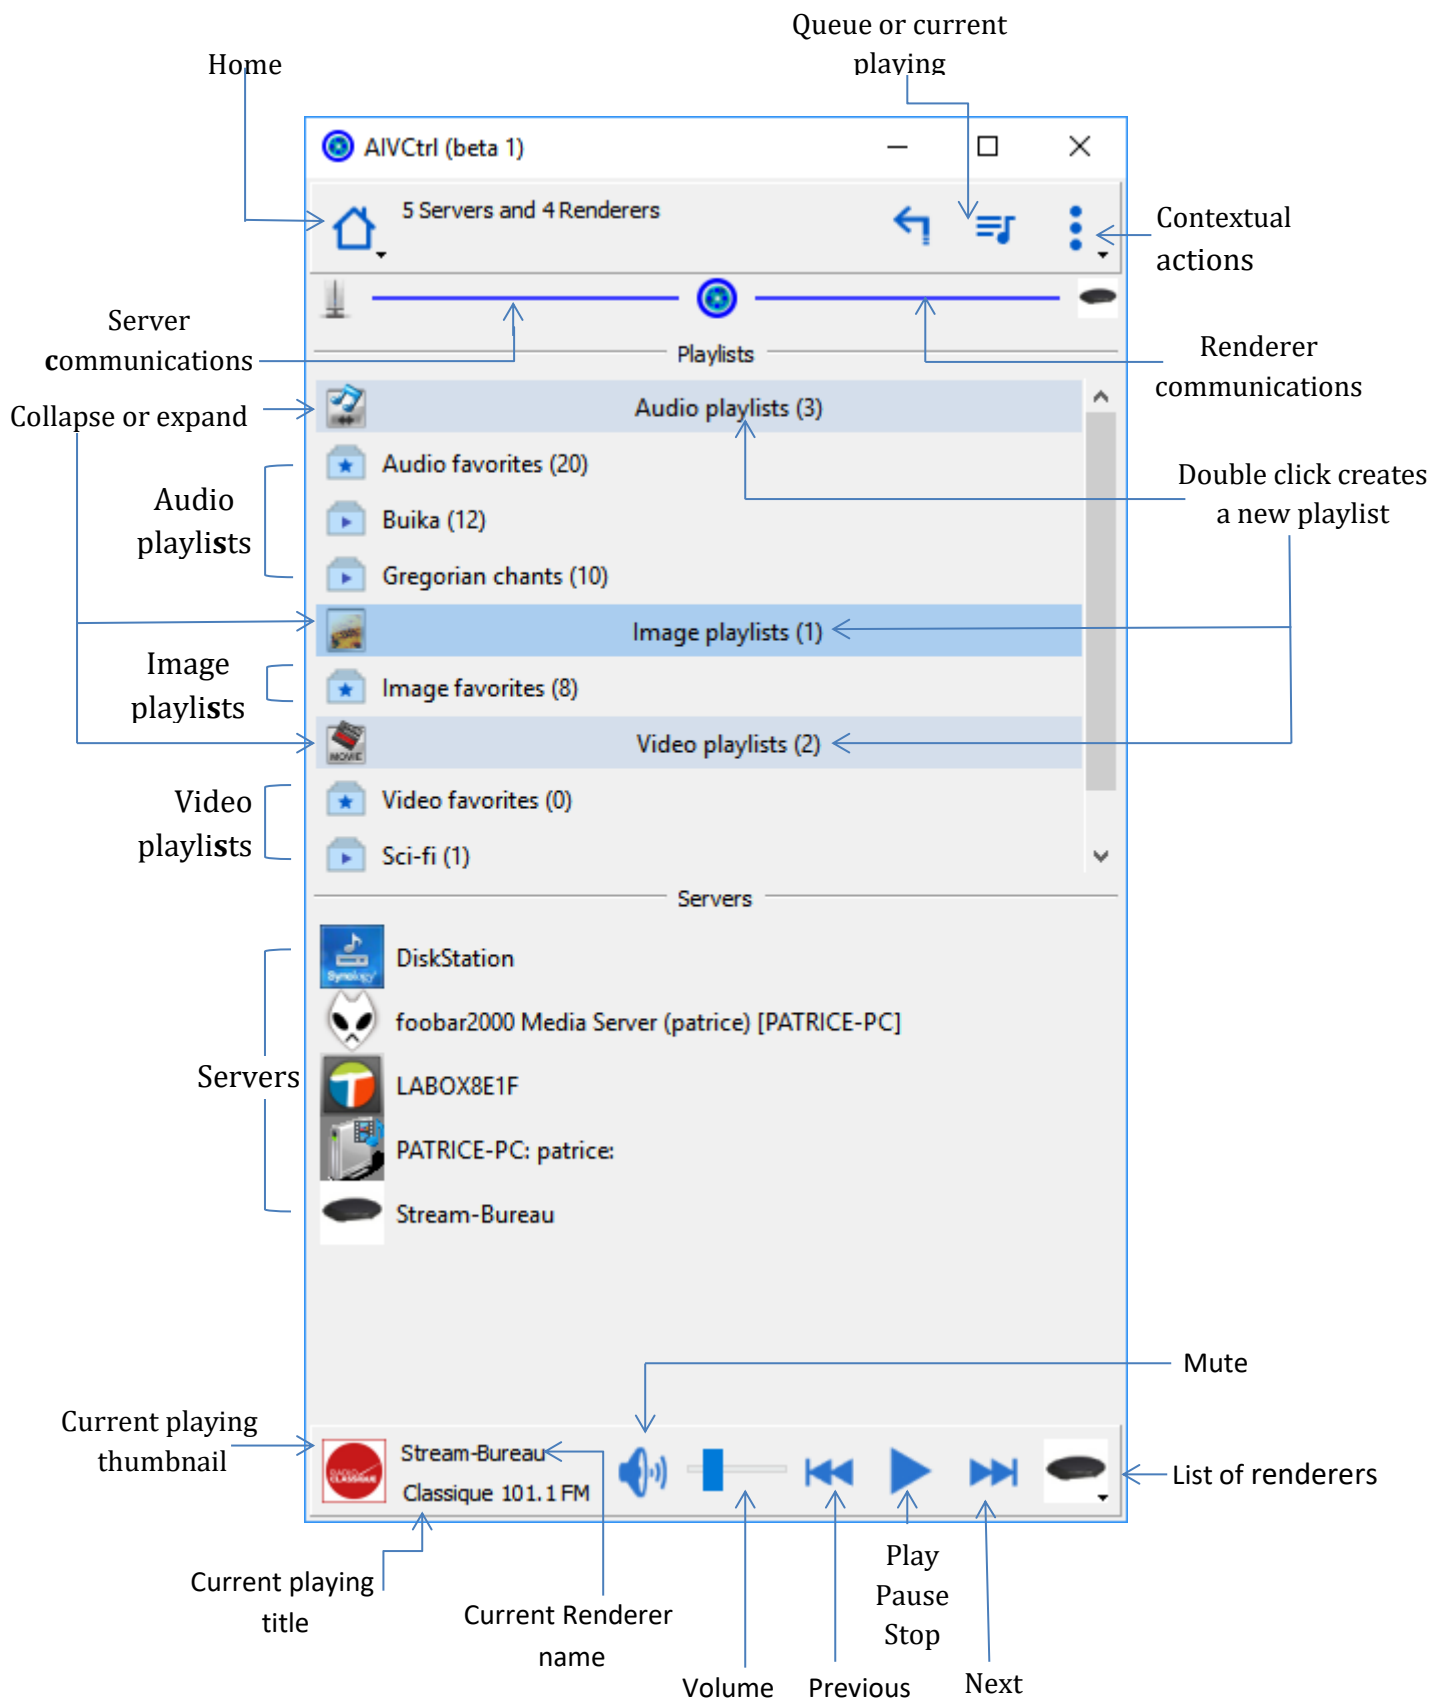 Queue or current
playing
Home
AIVCtrl (beta 1)
5 Servers and 4 Renderers
Contextual
actions
Server
communications
Playlists
Renderer
communications
Collapse or expand
Audio playlists (3)
Audio favorites (20)
Double click creates
a new playlist
Audio
playlists
Buika (12)
Gregorian chants (10)
Image playlists (1)
Image
playlists
Image favorites (8)
MOVIE
Video playlists (2)
Video
playlists
Video favorites (0)
Sci-fi (1)
Servers
Synology
DiskStation
foobar2000 Media Server (patrice) [PATRICE-PC]
Servers
LABOX8E1F
PATRICE-PC: patrice:
Stream-Bureau
Mute
Current playing
thumbnail
RADIO
CLASSIQUE
Stream-Bureau
Classique 101.1 FM
List of renderers
Current playing
title
Current Renderer
name
Play
Pause
Stop
Volume
Previous
Next